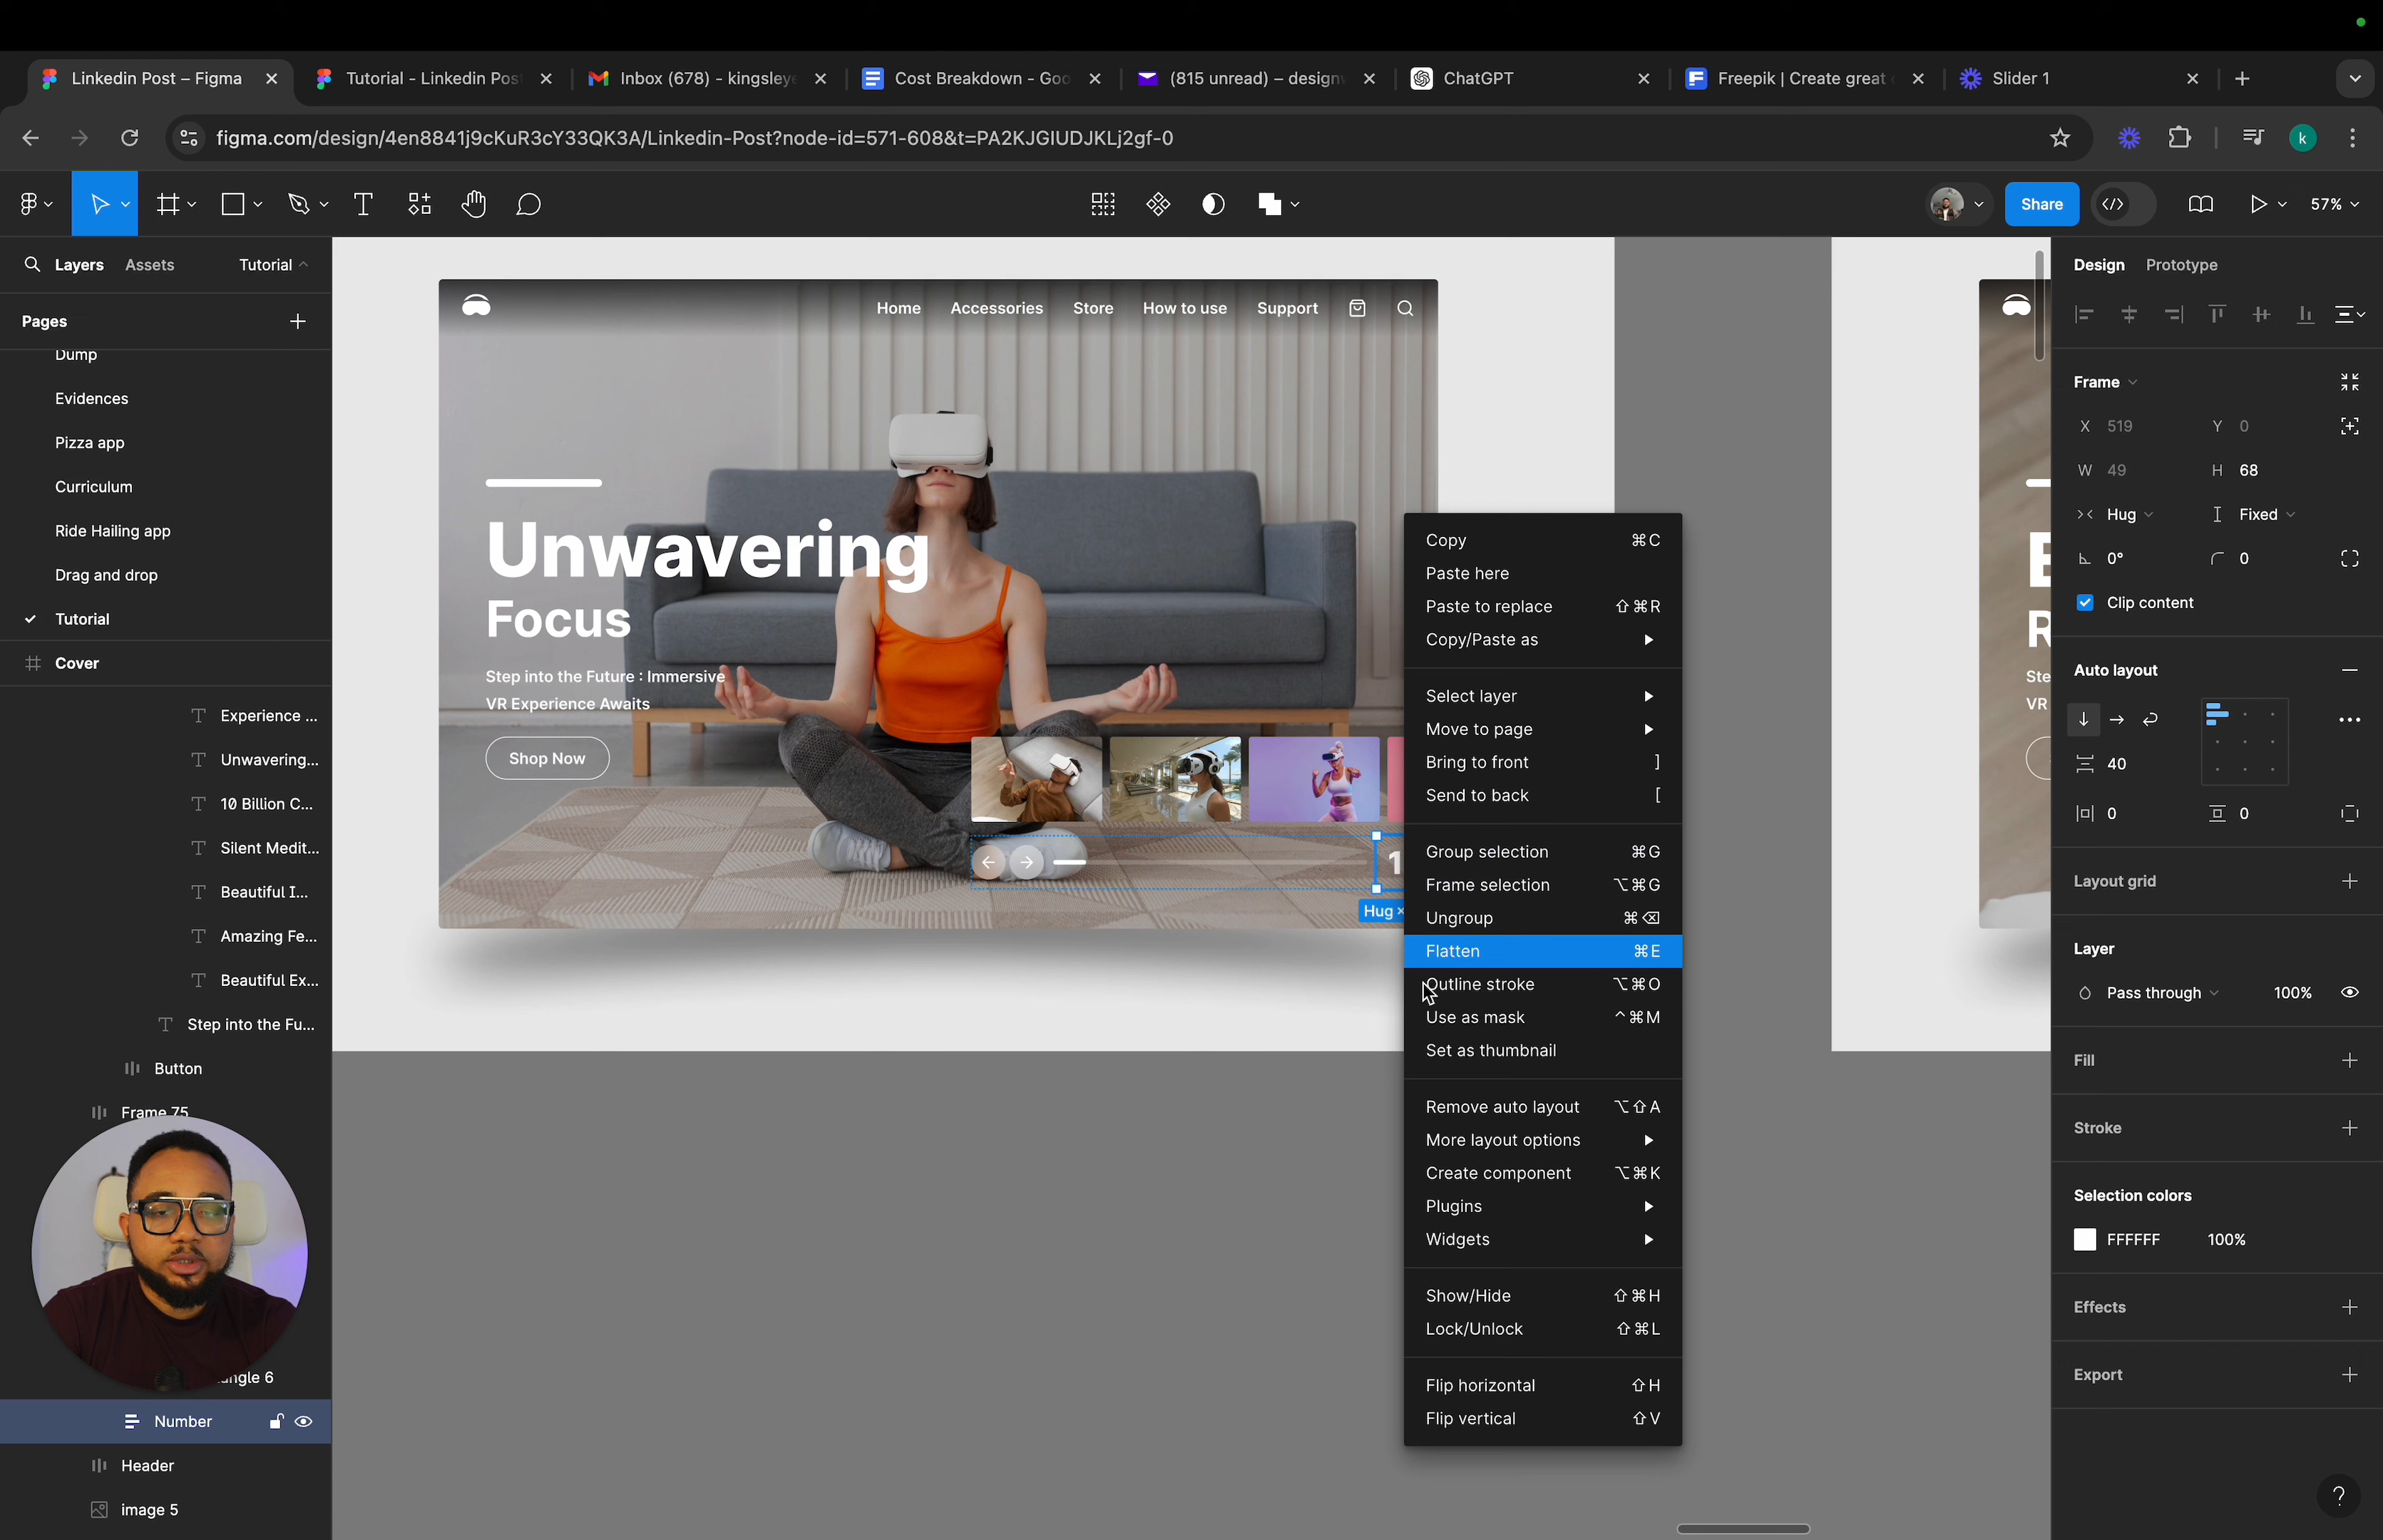 Linkedin Post – Figma
Tutorial - Linkedin Pos
Inbox (678) - kingsleye
Cost Breakdown - Goo
(815 unread) – design
ChatGPT
Freepik | Create great
Slider 1
figma.com/design/4en8841j9cKuR3cY33QK3A/Linkedin-Post?node-id=571-608&t=PA2KJGIUDJKLj2gf-0
k
Share
57%
Layers
Assets
Tutorial
Pages
Dump
Evidences
Pizza app
Curriculum
Ride Hailing app
Drag and drop
Tutorial
Cover
Experience ...
Unwavering...
10 Billion C...
Silent Medit...
Beautiful I...
Amazing Fe...
Beautiful Ex...
Step into the Fu...
Button
Frame 75
angle 6
Number
Header
image 5
Home
Accessories
Store
How to use
Support
Unwavering
Focus
Step into the Future : Immersive
VR Experience Awaits
Shop Now
1
Hug ×
Ste
VR
Copy ⌘C
Paste here
Paste to replace ⇧⌘R
Copy/Paste as
Select layer
Move to page
Bring to front ]
Send to back [
Group selection ⌘G
Frame selection ⌥⌘G
Ungroup ⌘⌫
Flatten ⌘E
Outline stroke ⌥⌘O
Use as mask ^⌘M
Set as thumbnail
Remove auto layout ⌥⇧A
More layout options
Create component ⌥⌘K
Plugins
Widgets
Show/Hide ⇧⌘H
Lock/Unlock ⇧⌘L
Flip horizontal ⇧H
Flip vertical ⇧V
Design
Prototype
Frame
X 519
Y 0
W 49
H 68
Hug
Fixed
0°
0
Clip content
Auto layout
40
0
0
Layout grid
Layer
Pass through
100%
Fill
Stroke
Selection colors
FFFFFF
100%
Effects
Export
?